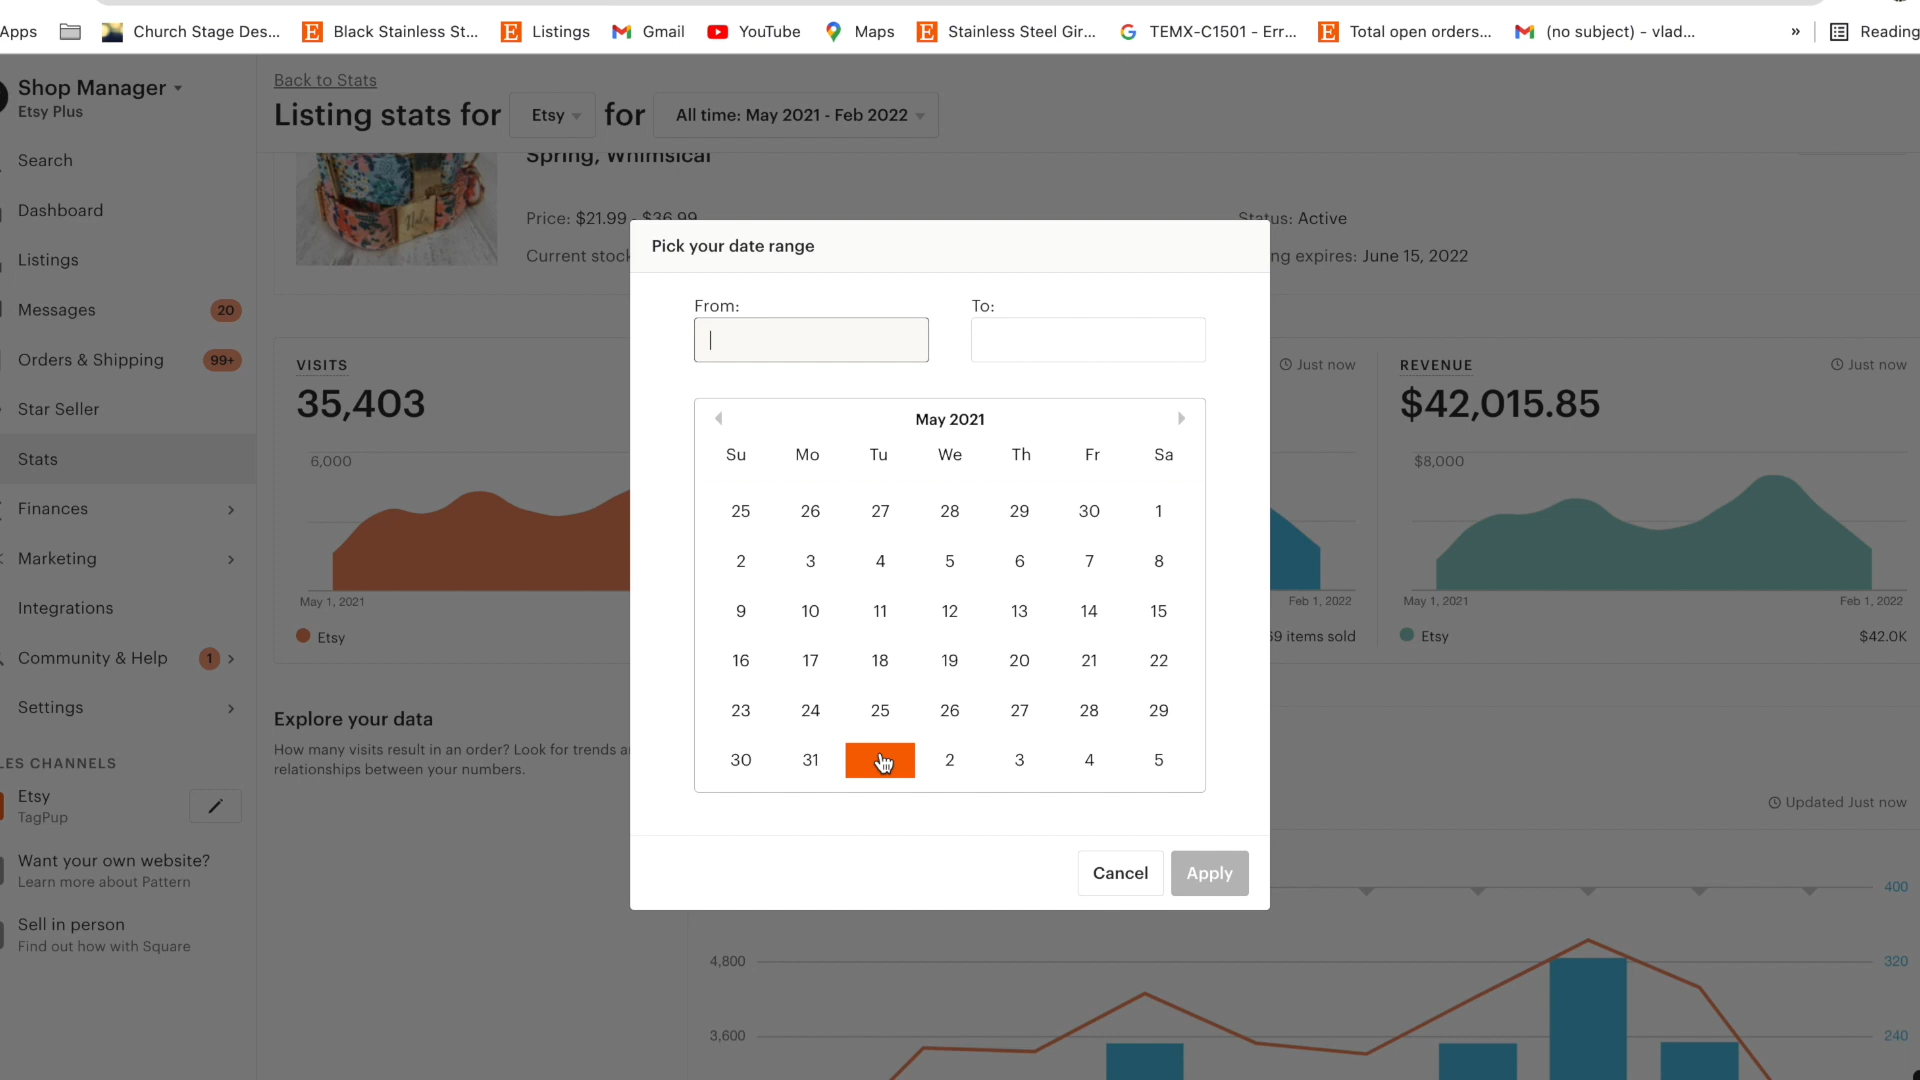 Apps Church Stage Des... Black Stainless St... Listings Gmail YouTube Maps Stainless Steel Gir... TEMX-C1501 - Err... Total open orders... (no subject) - vlad... » Reading
Shop Manager
Etsy Plus
Search
Dashboard
Listings
Messages 20
Orders & Shipping 99+
Star Seller
Stats
Finances
Marketing
Integrations
Community & Help 1
Settings
LES CHANNELS
Etsy
TagPup
Want your own website?
Learn more about Pattern
Sell in person
Find out how with Square
Back to Stats
Listing stats for Etsy for All time: May 2021 - Feb 2022
Spring, Whimsical
Price: $21.99 - $36.99
Status: Active
Current stock
ng expires: June 15, 2022
VISITS
35,403
6,000
May 1, 2021
Etsy
Just now
Feb 1, 2022
69 items sold
REVENUE Just now
$42,015.85
$8,000
May 1, 2021 Feb 1, 2022
Etsy $42.0K
Explore your data
How many visits result in an order? Look for trends a
relationships between your numbers.
Updated Just now
400
4,800 320
3,600 240
Pick your date range
From: To:
May 2021
Su Mo Tu We Th Fr Sa
25 26 27 28 29 30 1
2 3 4 5 6 7 8
9 10 11 12 13 14 15
16 17 18 19 20 21 22
23 24 25 26 27 28 29
30 31 2 3 4 5
Cancel Apply